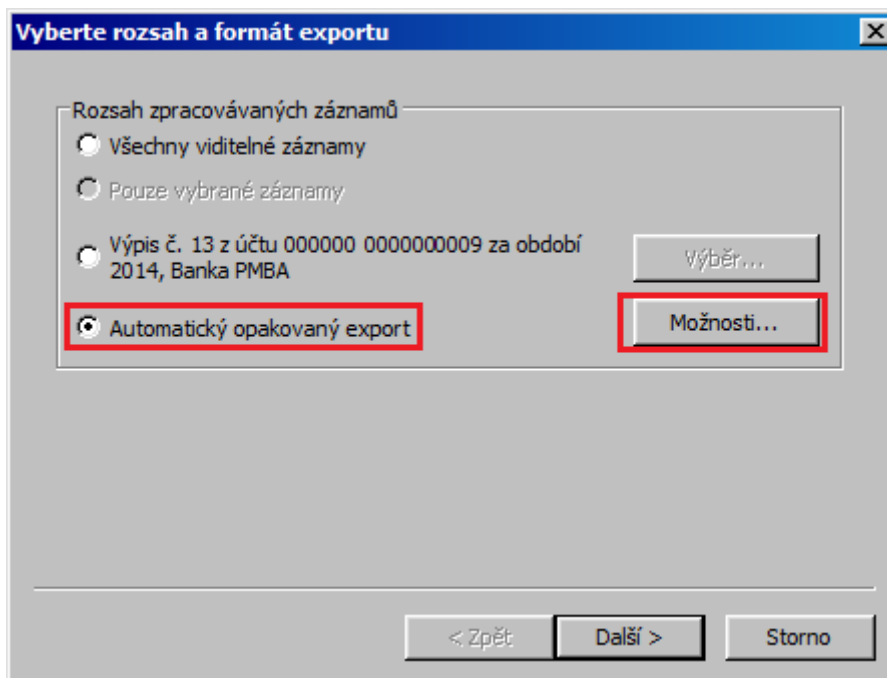 Vyberte rozsah a formát exportu
Rozsah zpracovávaných záznamů
Všechny viditelné záznamy
Pouze vybrané záznamy
Výpis č. 13 z účtu 000000 0000000009 za období
2014, Banka PMBA
Výběr...
Automatický opakovaný export
Možnosti...
< Zpět
Další >
Storno